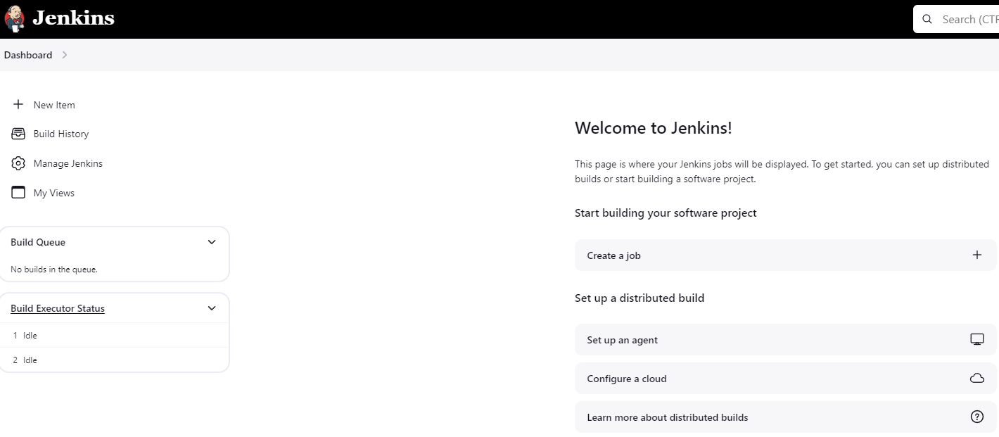 Jenkins
Search (CTR
Dashboard
New Item
Build History
Manage Jenkins
My Views
Build Queue
No builds in the queue.
Build Executor Status
1 Idle
2 Idle
Welcome to Jenkins!
This page is where your Jenkins jobs will be displayed. To get started, you can set up distributed
builds or start building a software project.
Start building your software project
Create a job
Set up a distributed build
Set up an agent
Configure a cloud
Learn more about distributed builds